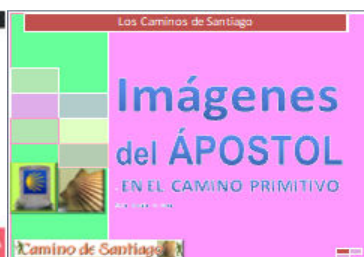 Los Caminos de Santiago
Imágenes
del ÁPOSTOL
EN EL CAMINO PRIMITIVO
Camino de Santiago